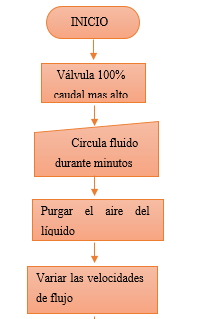 INICIO
Válvula 100%
caudal mas alto
Círcula fluido
durante minutos
Purgar el aire del
líquido
Variar las velocidades
de flujo